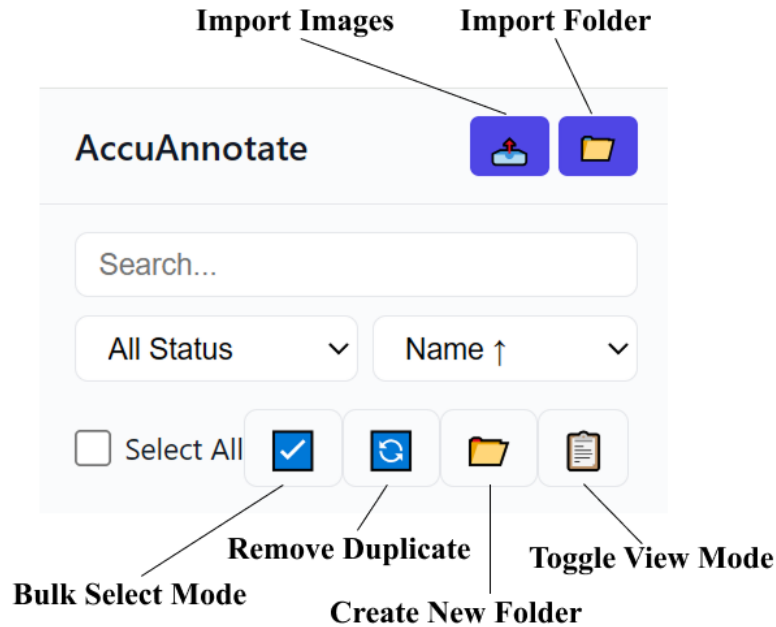 Import Images Import Folder
AccuAnnotate
Search...
All Status Name ↑
Select All
Remove Duplicate
Toggle View Mode
Bulk Select Mode
Create New Folder